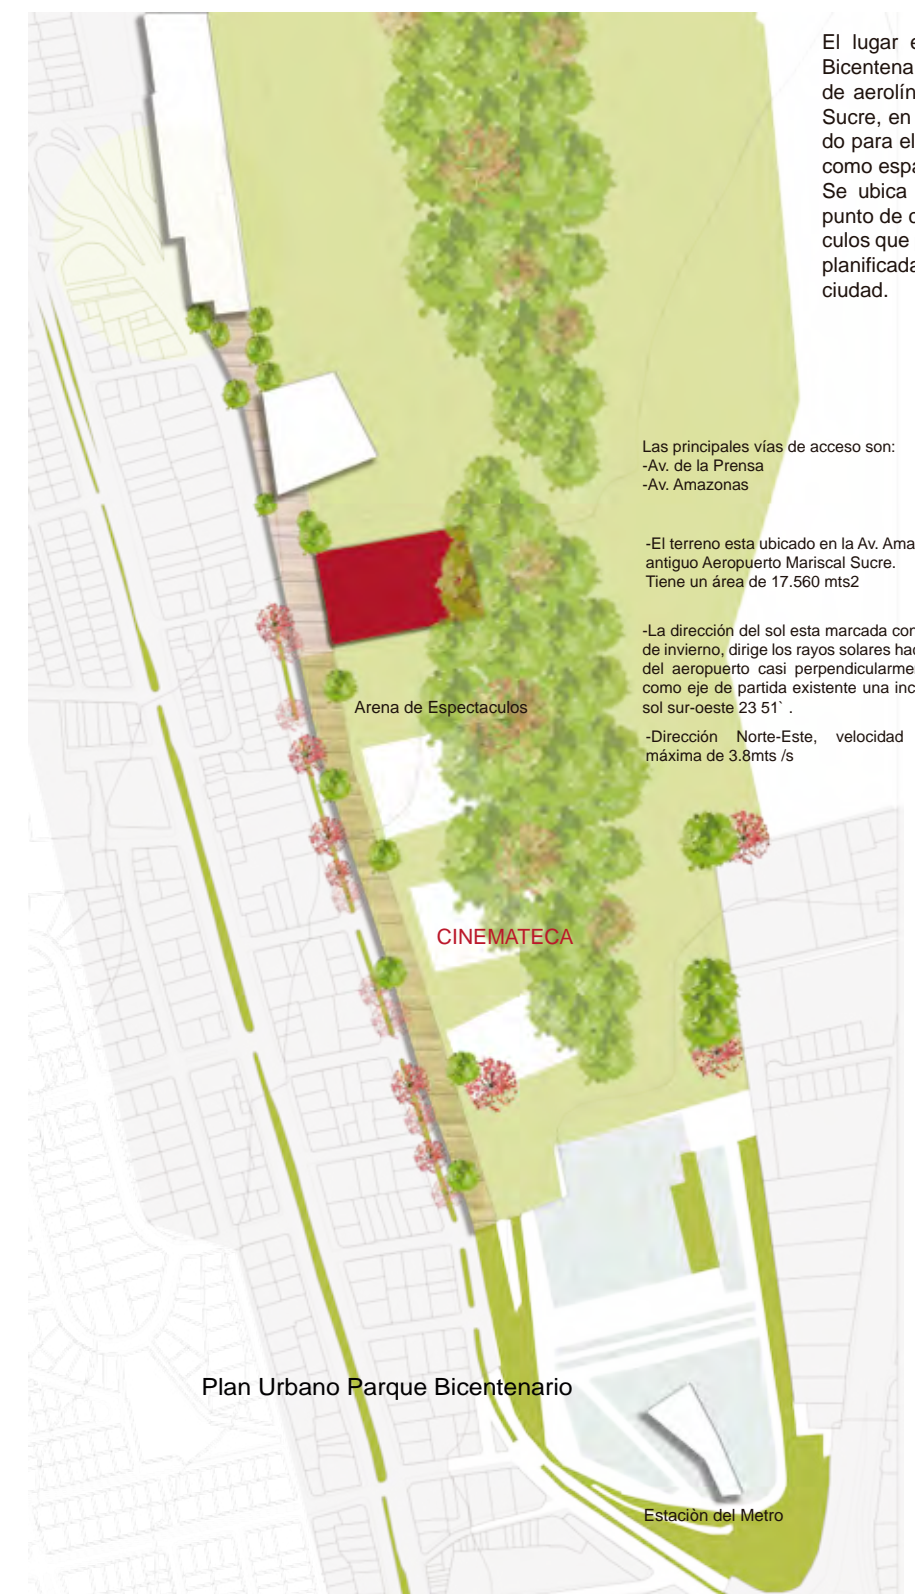 El lugar
Bicentena
de aerolín
Sucre, en
do para el
como espa
Se ubica
punto de
culos que
planificada
ciudad.
Las principales vías de acceso son:
-Av. de la Prensa
-Av. Amazonas
-El terreno esta ubicado en la Av. Ama
antiguo Aeropuerto Mariscal Sucre.
Tiene un área de 17.560 mts2
-La dirección del sol esta marcada con
de invierno, dirige los rayos solares hac
del aeropuerto casi perpendicularmer
como eje de partida existente una inc
sol sur-oeste 23 51` .
-Dirección Norte-Este, velocidad
máxima de 3.8mts /s
Arena de Espectaculos
CINEMATECA
Plan Urbano Parque Bicentenario
Estaciòn del Metro